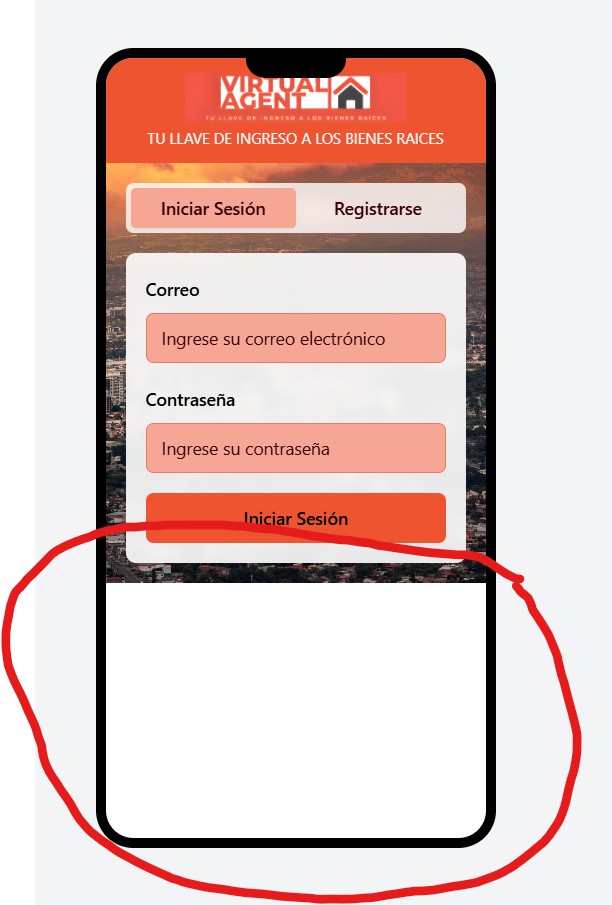 VIRTUAL
AGENT
TU LLAVE DE INGRESO A LOS BIENES RAICES
TU LLAVE DE INGRESO A LOS BIENES RAICES
Iniciar Sesión
Registrarse
Correo
Ingrese su correo electrónico
Contraseña
Ingrese su contraseña
Iniciar Sesión